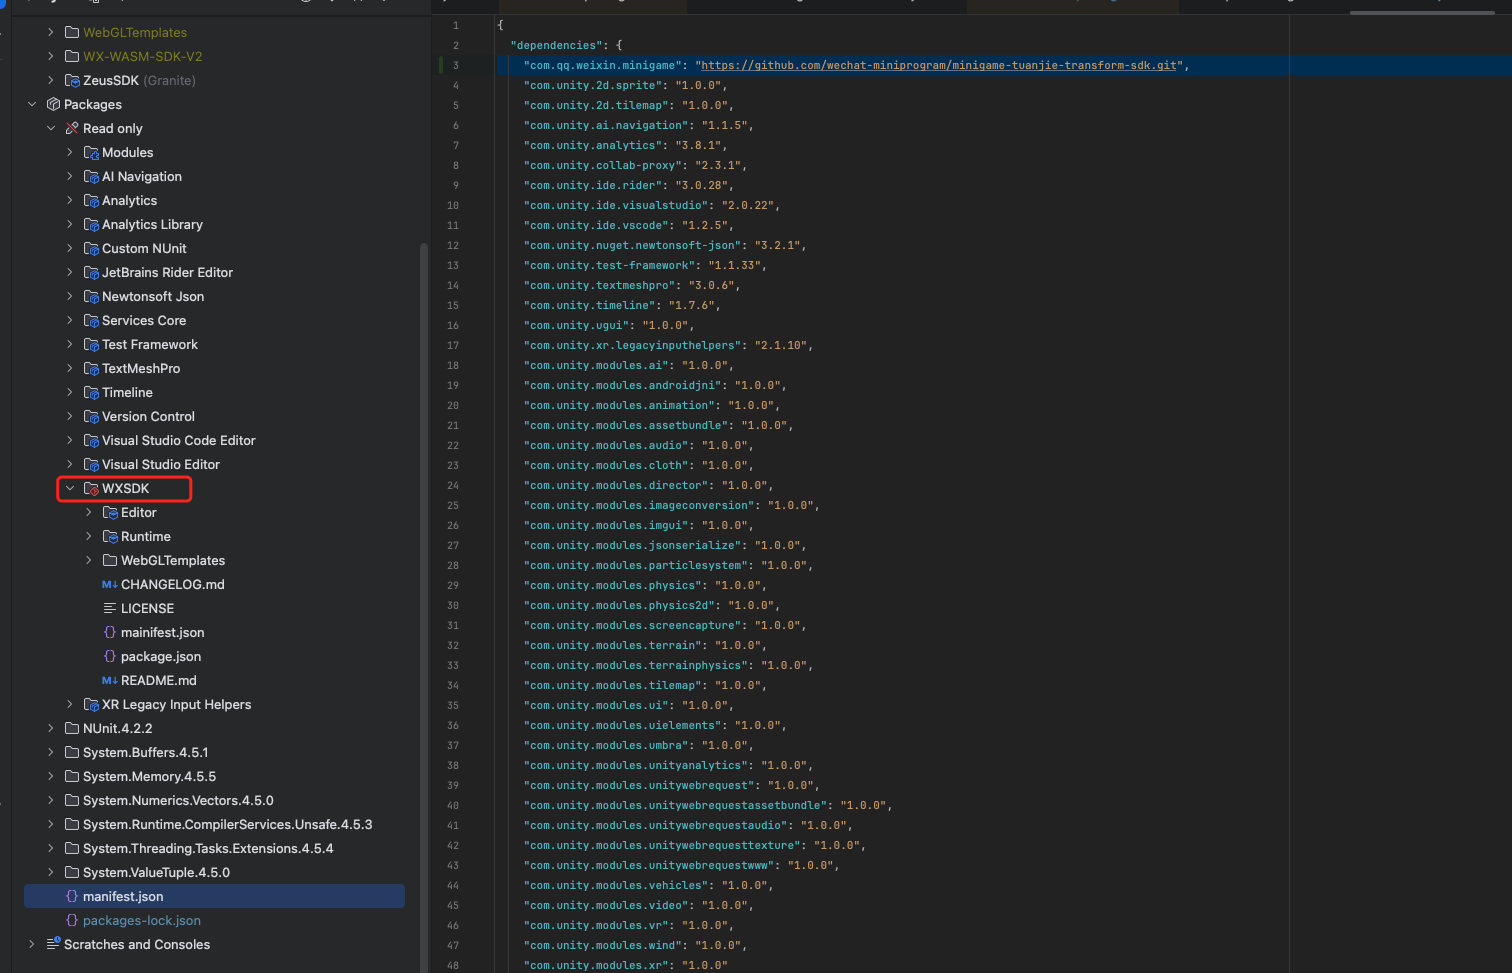 WebGLTemplates
WX-WASM-SDK-V2
ZeusSDK (Granite)
Packages
Read only
Modules
AI Navigation
Analytics
Analytics Library
Custom NUnit
JetBrains Rider Editor
Newtonsoft Json
Services Core
Test Framework
TextMeshPro
Timeline
Version Control
Visual Studio Code Editor
Visual Studio Editor
WXSDK
Editor
Runtime
WebGLTemplates
M↓ CHANGELOG.md
LICENSE
{} mainifest.json
{} package.json
M↓ README.md
XR Legacy Input Helpers
NUnit.4.2.2
System.Buffers.4.5.1
System.Memory.4.5.5
System.Numerics.Vectors.4.5.0
System.Runtime.CompilerServices.Unsafe.4.5.3
System.Threading.Tasks.Extensions.4.5.4
System.ValueTuple.4.5.0
{} manifest.json
{} packages-lock.json
Scratches and Consoles
1 {
2 "dependencies": {
3 "com.qq.weixin.minigame": "https://github.com/wechat-miniprogram/minigame-tuanjie-transform-sdk.git",
4 "com.unity.2d.sprite": "1.0.0",
5 "com.unity.2d.tilemap": "1.0.0",
6 "com.unity.ai.navigation": "1.1.5",
7 "com.unity.analytics": "3.8.1",
8 "com.unity.collab-proxy": "2.3.1",
9 "com.unity.ide.rider": "3.0.28",
10 "com.unity.ide.visualstudio": "2.0.22",
11 "com.unity.ide.vscode": "1.2.5",
12 "com.unity.nuget.newtonsoft-json": "3.2.1",
13 "com.unity.test-framework": "1.1.33",
14 "com.unity.textmeshpro": "3.0.6",
15 "com.unity.timeline": "1.7.6",
16 "com.unity.ugui": "1.0.0",
17 "com.unity.xr.legacyinputhelpers": "2.1.10",
18 "com.unity.modules.ai": "1.0.0",
19 "com.unity.modules.androidjni": "1.0.0",
20 "com.unity.modules.animation": "1.0.0",
21 "com.unity.modules.assetbundle": "1.0.0",
22 "com.unity.modules.audio": "1.0.0",
23 "com.unity.modules.cloth": "1.0.0",
24 "com.unity.modules.director": "1.0.0",
25 "com.unity.modules.imageconversion": "1.0.0",
26 "com.unity.modules.imgui": "1.0.0",
27 "com.unity.modules.jsonserialize": "1.0.0",
28 "com.unity.modules.particlesystem": "1.0.0",
29 "com.unity.modules.physics": "1.0.0",
30 "com.unity.modules.physics2d": "1.0.0",
31 "com.unity.modules.screencapture": "1.0.0",
32 "com.unity.modules.terrain": "1.0.0",
33 "com.unity.modules.terrainphysics": "1.0.0",
34 "com.unity.modules.tilemap": "1.0.0",
35 "com.unity.modules.ui": "1.0.0",
36 "com.unity.modules.uielements": "1.0.0",
37 "com.unity.modules.umbra": "1.0.0",
38 "com.unity.modules.unityanalytics": "1.0.0",
39 "com.unity.modules.unitywebrequest": "1.0.0",
40 "com.unity.modules.unitywebrequestassetbundle": "1.0.0",
41 "com.unity.modules.unitywebrequestaudio": "1.0.0",
42 "com.unity.modules.unitywebrequesttexture": "1.0.0",
43 "com.unity.modules.unitywebrequestwww": "1.0.0",
44 "com.unity.modules.vehicles": "1.0.0",
45 "com.unity.modules.video": "1.0.0",
46 "com.unity.modules.vr": "1.0.0",
47 "com.unity.modules.wind": "1.0.0",
48 "com.unity.modules.xr": "1.0.0"